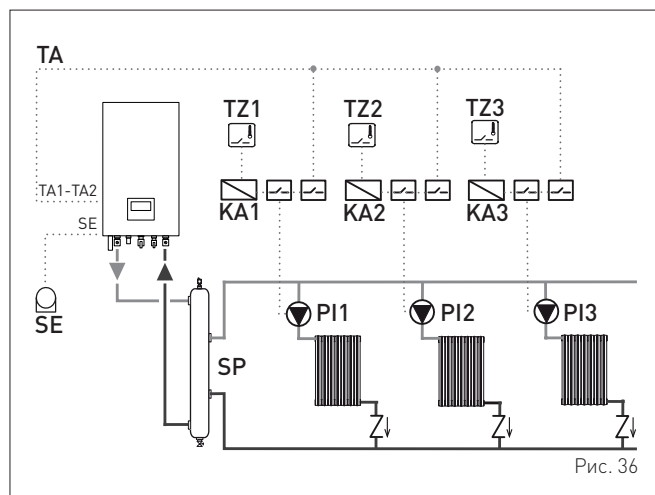 TA
TZ1 TZ2 TZ3
TA1-TA2
KA1 KA2 KA3
SE
SE
PI1 PI2 PI3
SP
Рис. 36